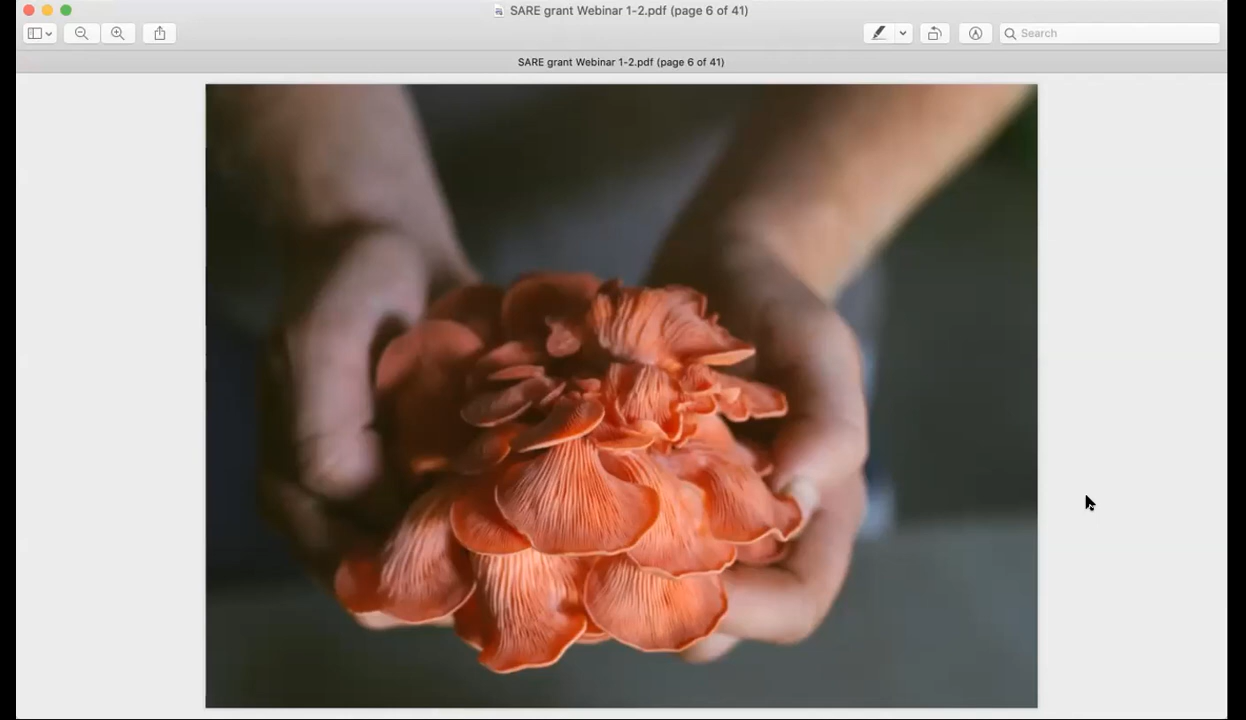 SARE grant Webinar 1-2.pdf (page 6 of 41)
Search
SARE grant Webinar 1-2.pdf (page 6 of 41)